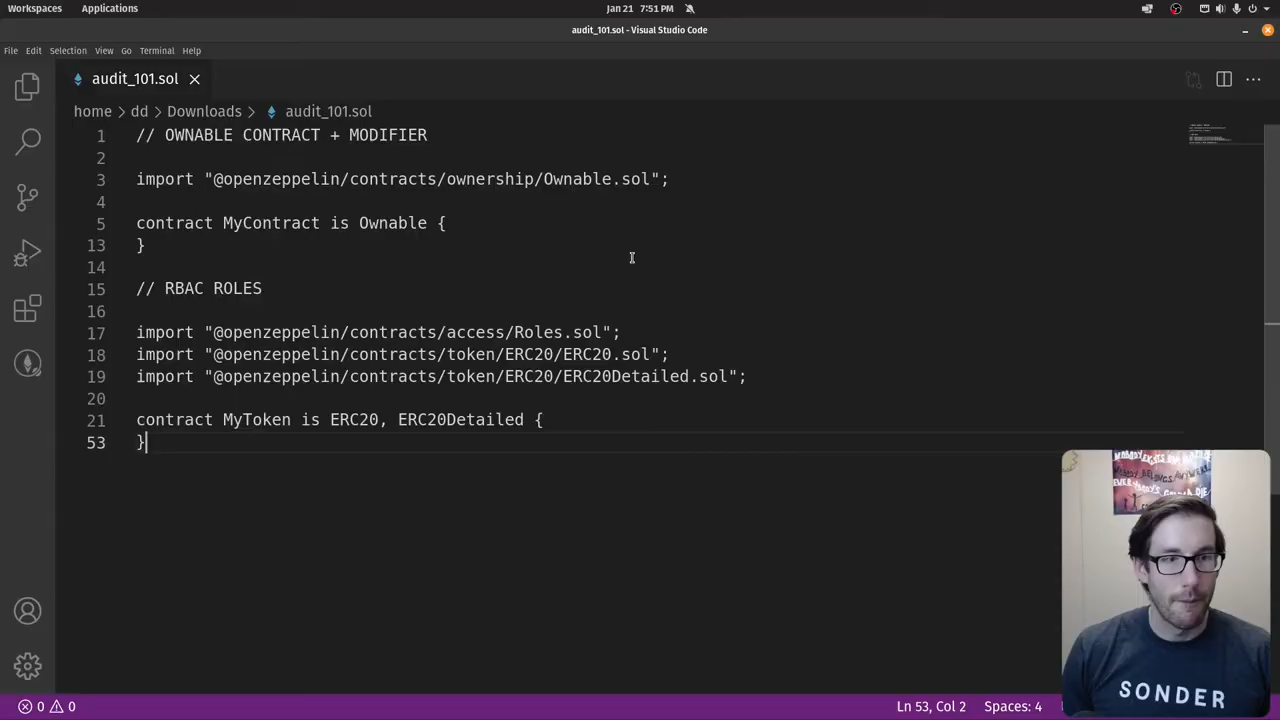 Workspaces Applications Jan 21 7:51 PM
audit_101.sol - Visual Studio Code
File Edit Selection View Go Terminal Help
audit_101.sol
home > dd > Downloads > audit_101.sol
1 // OWNABLE CONTRACT + MODIFIER
2
3 import "@openzeppelin/contracts/ownership/Ownable.sol";
4
5 contract MyContract is Ownable {
13 }
14
15 // RBAC ROLES
16
17 import "@openzeppelin/contracts/access/Roles.sol";
18 import "@openzeppelin/contracts/token/ERC20/ERC20.sol";
19 import "@openzeppelin/contracts/token/ERC20/ERC20Detailed.sol";
20
21 contract MyToken is ERC20, ERC20Detailed {
53 }
NOBODY BELONGS ANYWHERE
SONDER
0 0 Ln 53, Col 2 Spaces: 4